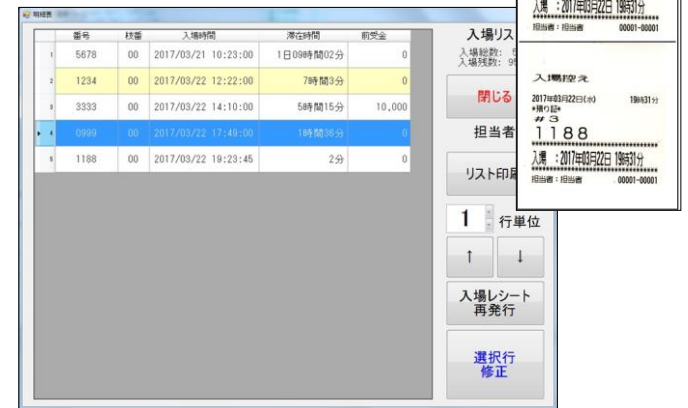 明細表
番号 枝番 入場時間 滞在時間 前受金
1 5678 00 2017/03/21 10:23:00 1日09時間02分 0
2 1234 00 2017/03/22 12:22:00 7時間3分 0
3 3333 00 2017/03/22 14:10:00 5時間15分 10,000
4 0999 00 2017/03/22 17:49:00 1時間36分 0
5 1188 00 2017/03/22 19:23:45 2分 0
入場リス
入場総数:
入場残数:
閉じる
担当者
リスト印刷
1 行単位
↑ ↓
入場レシート
再発行
選択行
修正
入場 :2017年03月22日 19時31分
担当者:担当者 00001-00001
入場控え
2017年03月22日(水) 19時31分
#3
1188
入場 :2017年03月22日 19時31分
担当者:担当者 00001-00001